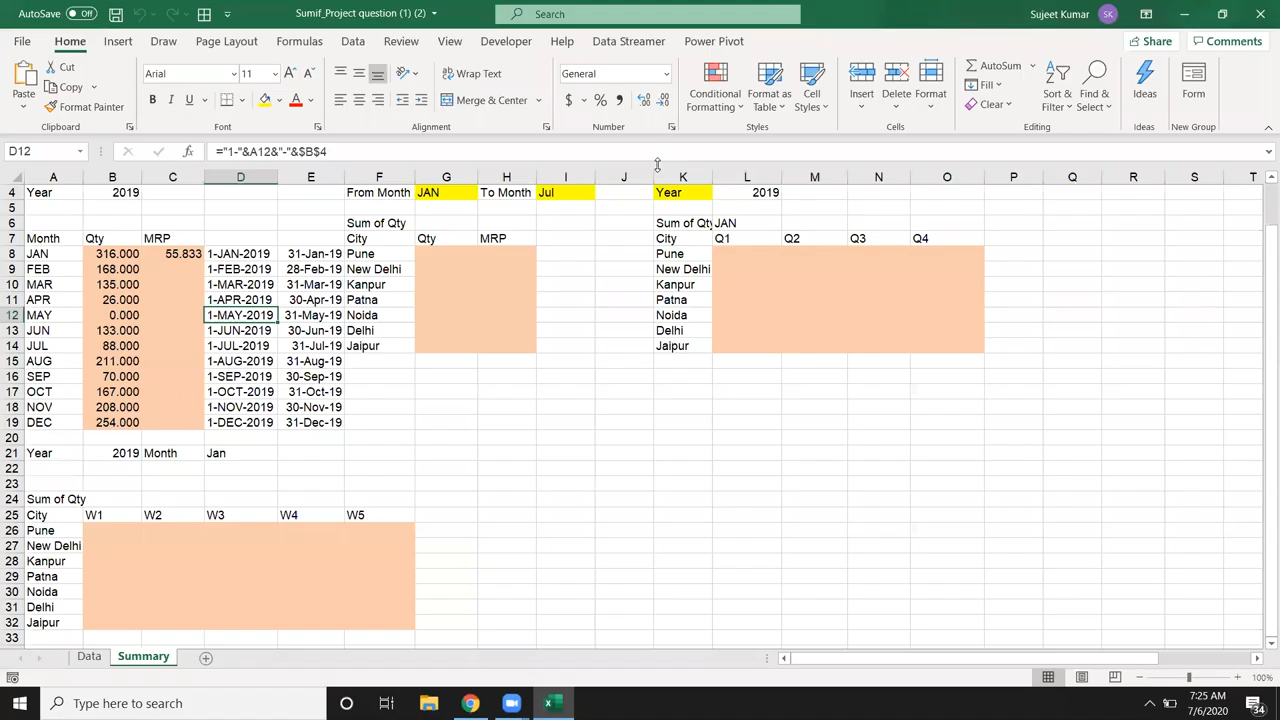 AutoSave Off Sumif_Project question (1) (2) Search Sujeet Kumar SK
File Home Insert Draw Page Layout Formulas Data Review View Developer Help Data Streamer Power Pivot Share Comments
Paste Cut Copy Format Painter Clipboard
Arial 11 B I U Font
Wrap Text Merge & Center Alignment
General $ % Number
Conditional Formatting Format as Table Cell Styles Styles
Insert Delete Format Cells
AutoSum Fill Clear Sort & Filter Find & Select Editing
Ideas Ideas
Form New Group
D12 fx ="1-"&A12&"-"&$B$4
A B C D E F G H I J K L M N O P Q R S T
4 Year 2019 From Month JAN To Month Jul Year 2019
5
6 Sum of Qty Sum of Qty JAN
7 Month Qty MRP City Qty MRP City Q1 Q2 Q3 Q4
8 JAN 316.000 55.833 1-JAN-2019 31-Jan-19 Pune Pune
9 FEB 168.000 1-FEB-2019 28-Feb-19 New Delhi New Delhi
10 MAR 135.000 1-MAR-2019 31-Mar-19 Kanpur Kanpur
11 APR 26.000 1-APR-2019 30-Apr-19 Patna Patna
12 MAY 0.000 1-MAY-2019 31-May-19 Noida Noida
13 JUN 133.000 1-JUN-2019 30-Jun-19 Delhi Delhi
14 JUL 88.000 1-JUL-2019 31-Jul-19 Jaipur Jaipur
15 AUG 211.000 1-AUG-2019 31-Aug-19
16 SEP 70.000 1-SEP-2019 30-Sep-19
17 OCT 167.000 1-OCT-2019 31-Oct-19
18 NOV 208.000 1-NOV-2019 30-Nov-19
19 DEC 254.000 1-DEC-2019 31-Dec-19
20
21 Year 2019 Month Jan
22
23
24 Sum of Qty
25 City W1 W2 W3 W4 W5
26 Pune
27 New Delhi
28 Kanpur
29 Patna
30 Noida
31 Delhi
32 Jaipur
33
Data Summary
100%
Type here to search 7:25 AM
7/6/2020 34